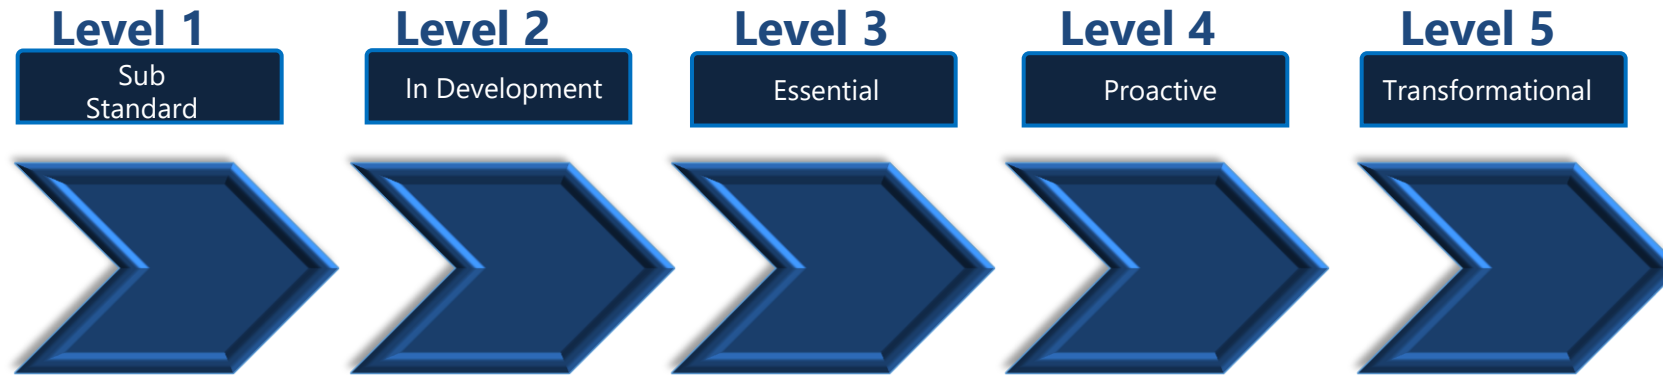 Level 1
Level 2
Level 3
Level 4
Level 5
Sub
Standard
In Development
Essential
Proactive
Transformational